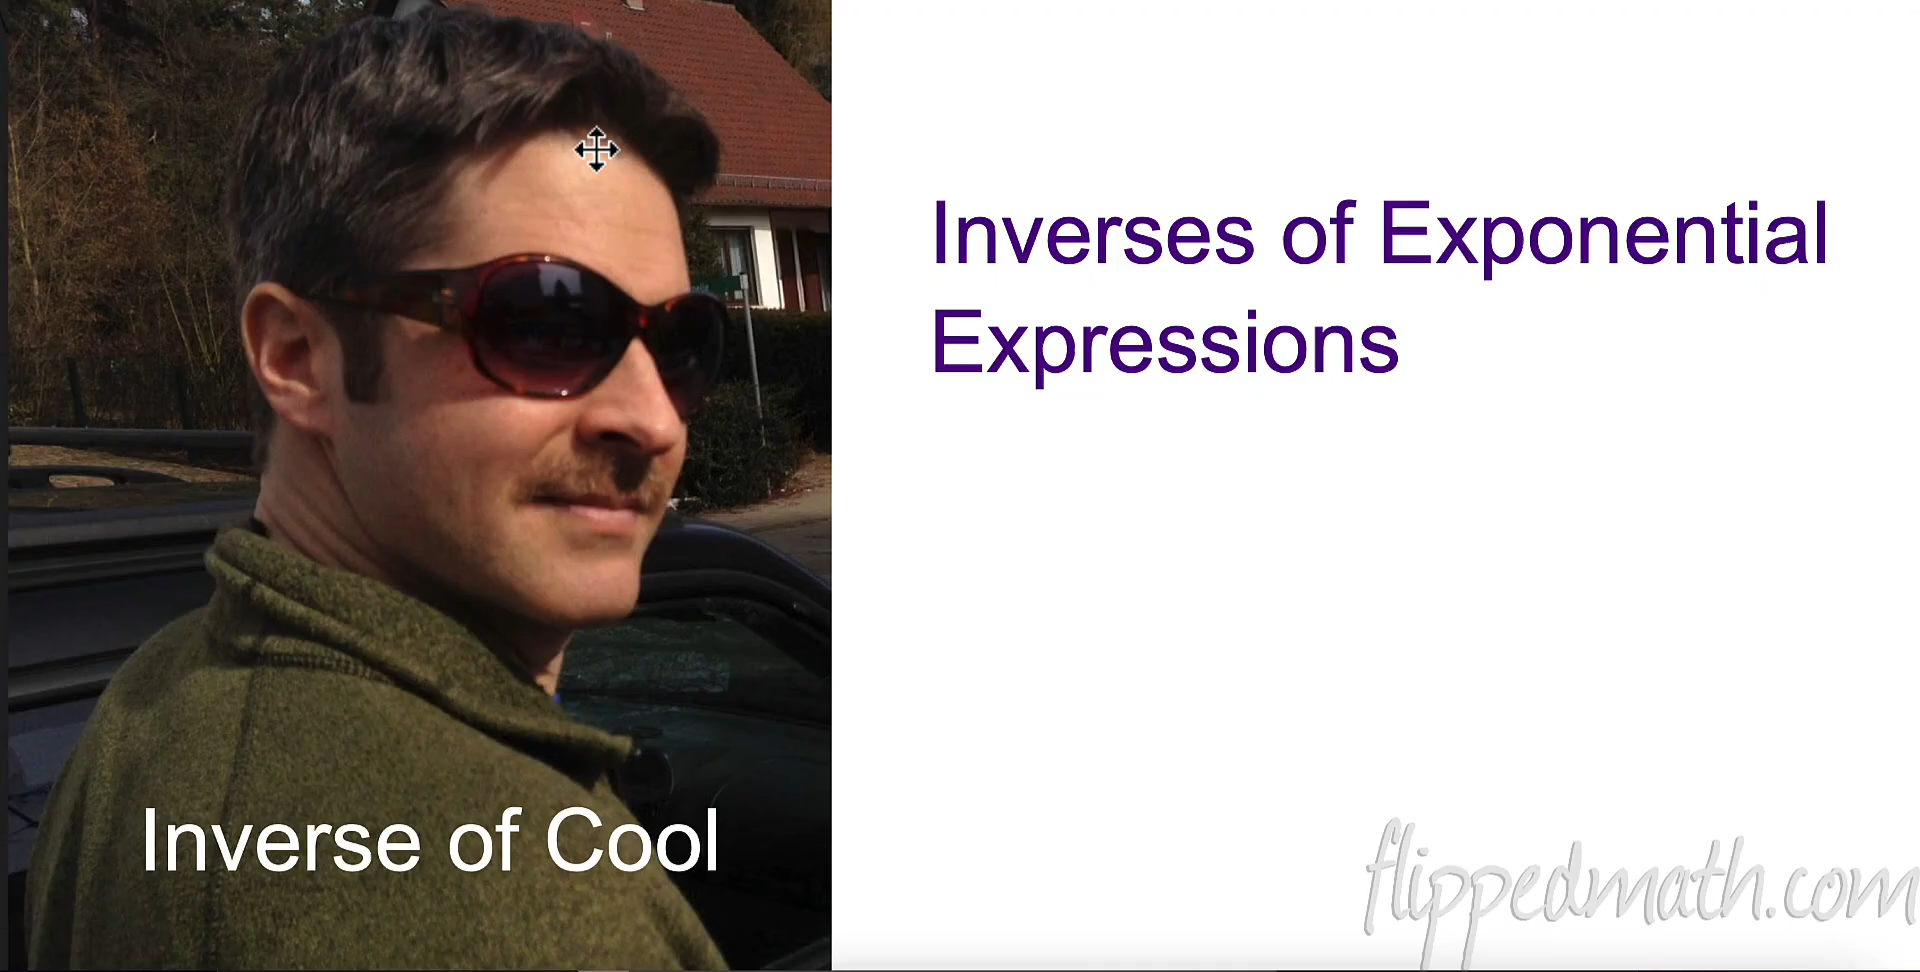 Inverses of Exponential
Expressions
Inverse of Cool
flippedmath.com